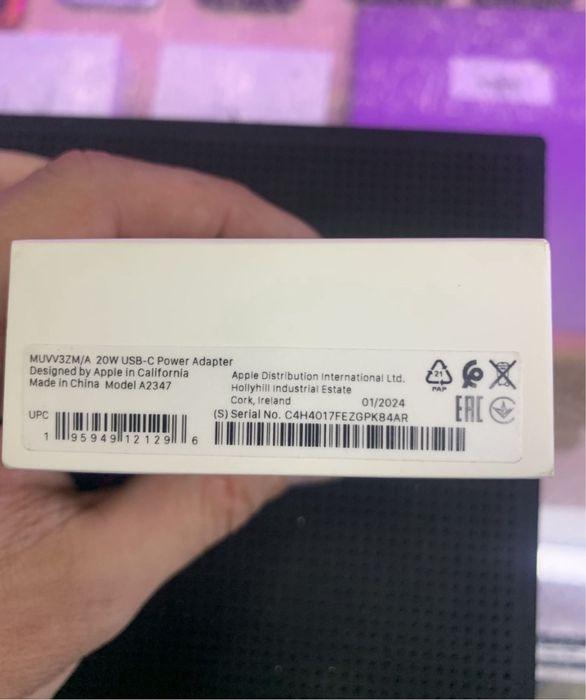 MUVV3ZM/A 20W USB-C Power Adapter
Designed by Apple in California
Made in China Model A2347
Apple Distribution International Ltd.
Hollyhill Industrial Estate
Cork, Ireland 01/2024
(S) Serial No. C4H4017FEZGPK84AR
UPC
1 95949 12129 6
21
PAP
EAC